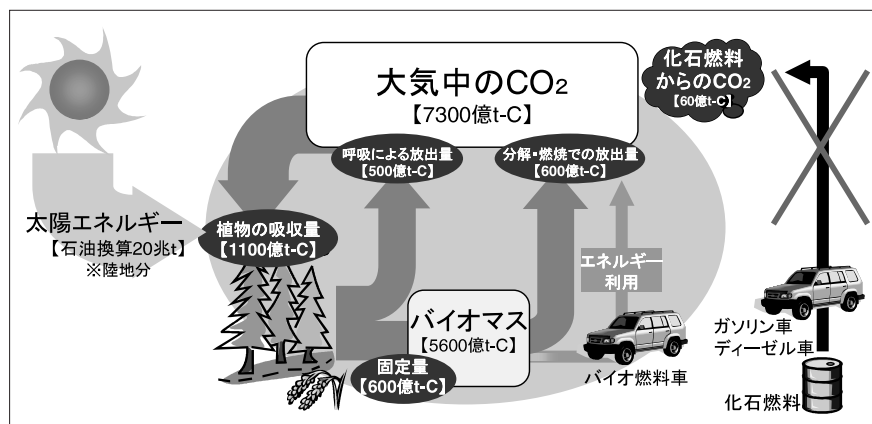 大気中のCO₂
【7300億t-C】
化石燃料
からのCO₂
【60億t-C】
呼吸による放出量
【500億t-C】
分解・燃焼での放出量
【600億t-C】
太陽エネルギー
【石油換算20兆t】
※陸地分
植物の吸収量
【1100億t-C】
エネルギー
利用
バイオマス
【5600億t-C】
固定量
【600億t-C】
バイオ燃料車
ガソリン車
ディーゼル車
化石燃料